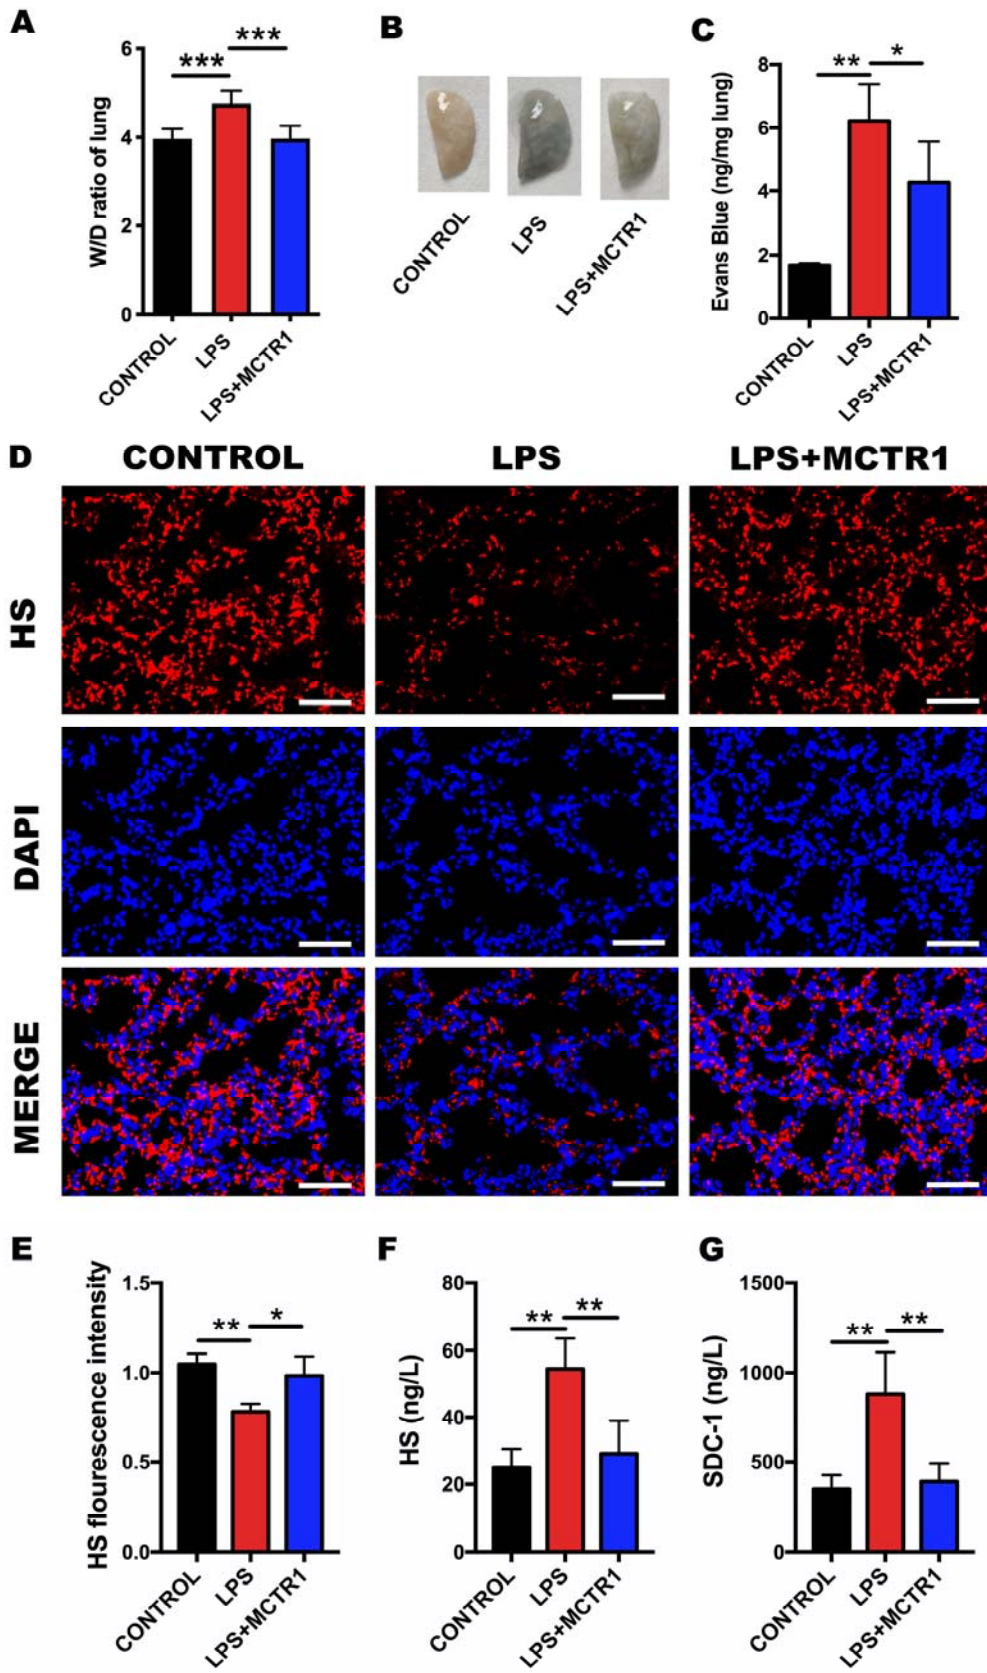 A
W/D ratio of lung
6
4
2
0
***
***
CONTROL
LPS
LPS+MCTR1
B
CONTROL
LPS
LPS+MCTR1
C
Evans Blue (ng/mg lung)
8
6
4
2
0
**
*
CONTROL
LPS
LPS+MCTR1
D
CONTROL
LPS
LPS+MCTR1
HS
DAPI
MERGE
E
HS flourescence intensity
1.5
1.0
0.5
0.0
**
*
CONTROL
LPS
LPS+MCTR1
F
HS (ng/L)
80
60
40
20
0
**
**
CONTROL
LPS
LPS+MCTR1
G
SDC-1 (ng/L)
1500
1000
500
0
**
**
CONTROL
LPS
LPS+MCTR1